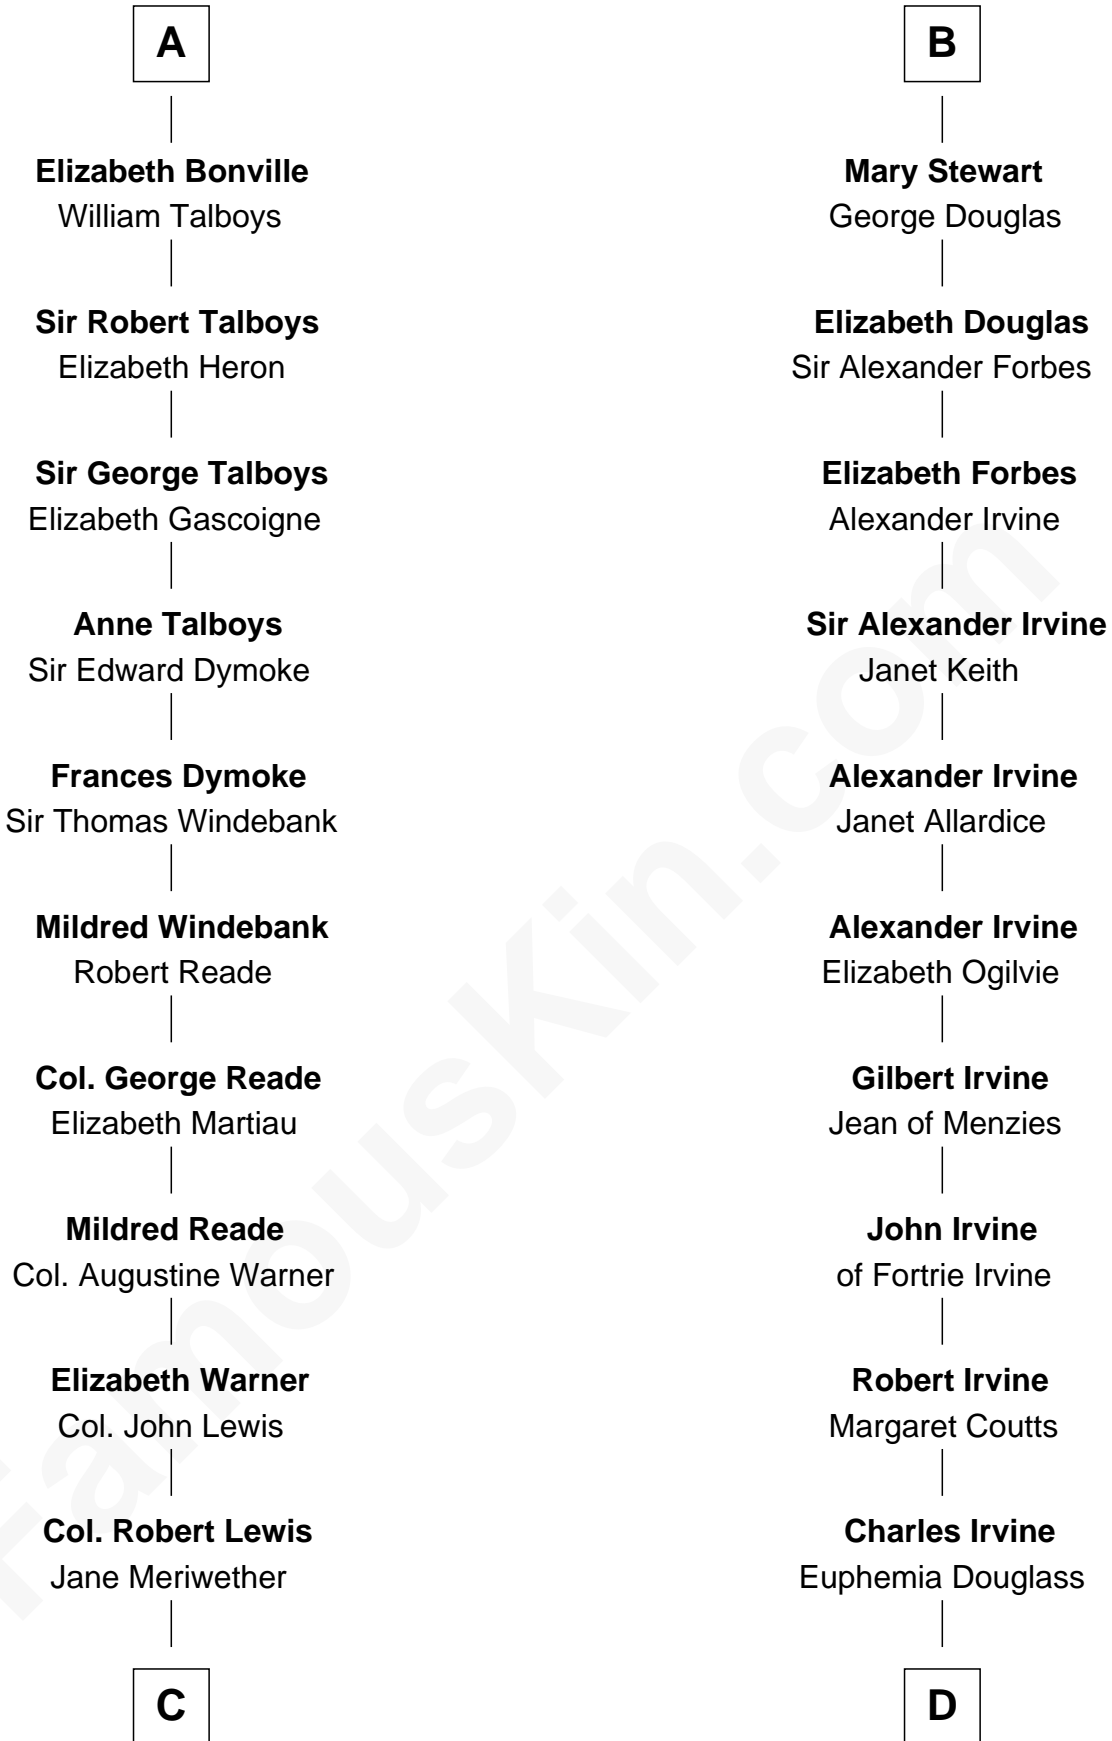 A
Elizabeth Bonville
William Talboys
Sir Robert Talboys
Elizabeth Heron
Sir George Talboys
Elizabeth Gascoigne
Anne Talboys
Sir Edward Dymoke
Frances Dymoke
Sir Thomas Windebank
Mildred Windebank
Robert Reade
Col. George Reade
Elizabeth Martiau
Mildred Reade
Col. Augustine Warner
Elizabeth Warner
Col. John Lewis
Col. Robert Lewis
Jane Meriwether
C
B
Mary Stewart
George Douglas
Elizabeth Douglas
Sir Alexander Forbes
Elizabeth Forbes
Alexander Irvine
Sir Alexander Irvine
Janet Keith
Alexander Irvine
Janet Allardice
Alexander Irvine
Elizabeth Ogilvie
Gilbert Irvine
Jean of Menzies
John Irvine
of Fortrie Irvine
Robert Irvine
Margaret Coutts
Charles Irvine
Euphemia Douglass
D
FamousKin.com